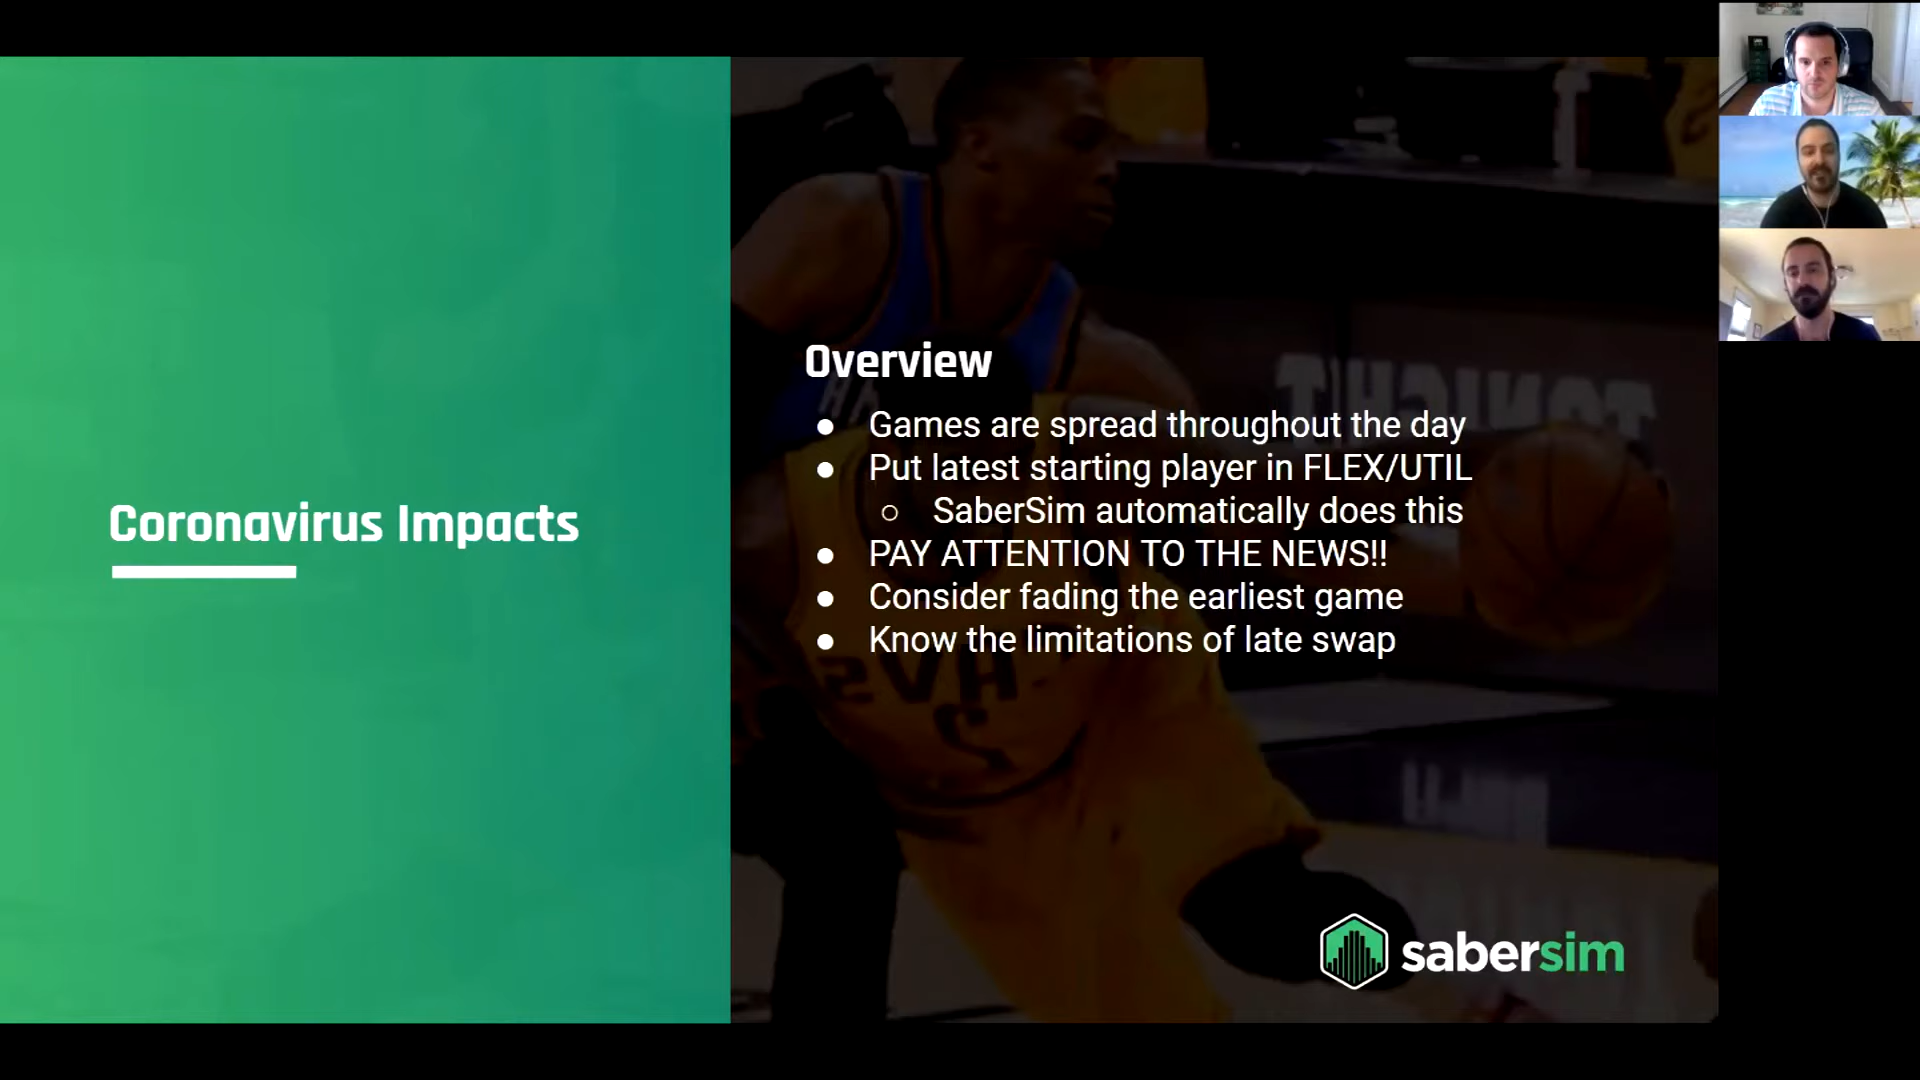 Coronavirus Impacts
Overview
● Games are spread throughout the day
● Put latest starting player in FLEX/UTIL
○ SaberSim automatically does this
● PAY ATTENTION TO THE NEWS!!
● Consider fading the earliest game
● Know the limitations of late swap
TONIGHT
sabersim